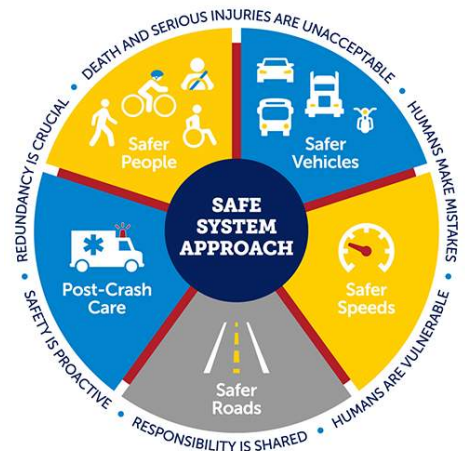 DEATH AND SERIOUS INJURIES ARE UNACCEPTABLE
HUMANS MAKE MISTAKES
HUMANS ARE VULNERABLE
RESPONSIBILITY IS SHARED
SAFETY IS PROACTIVE
REDUNDANCY IS CRUCIAL
Safer
People
Safer
Vehicles
SAFE
SYSTEM
APPROACH
Post-Crash
Care
Safer
Speeds
Safer
Roads